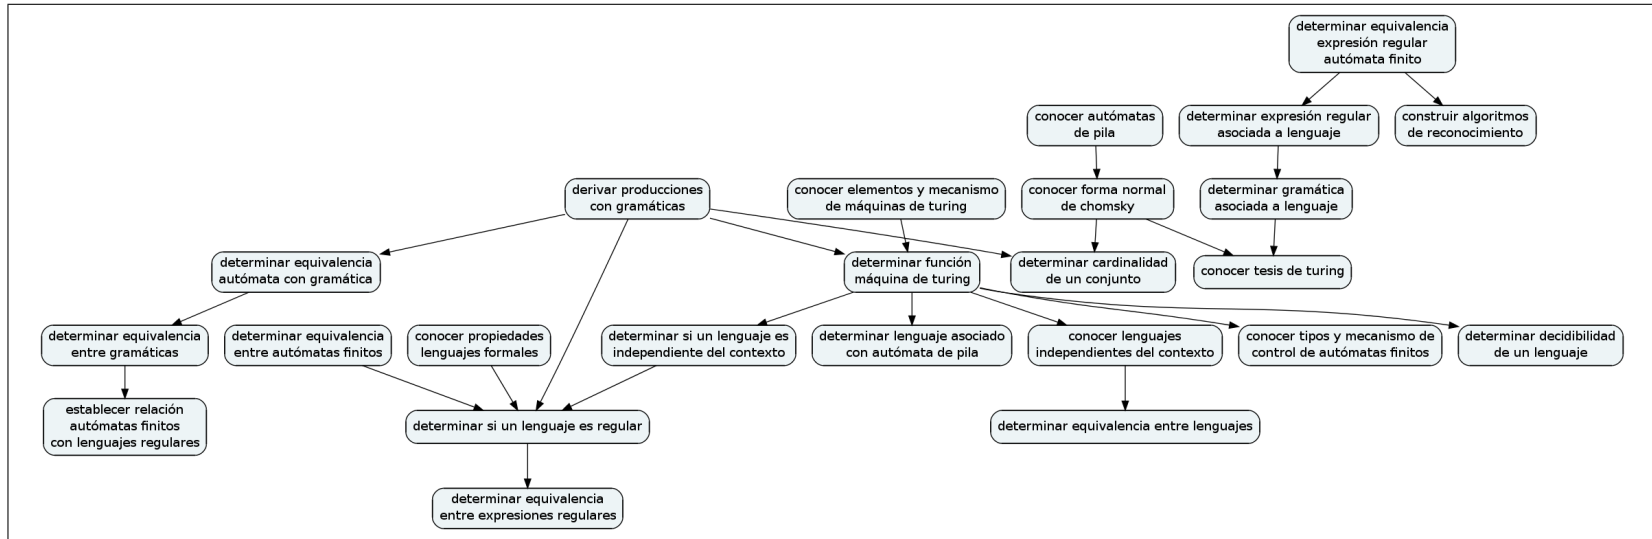 determinar equivalencia
expresión regular
autómata finito
conocer autómatas
de pila
determinar expresión regular
asociada a lenguaje
construir algoritmos
de reconocimiento
derivar producciones
con gramáticas
conocer elementos y mecanismo
de máquinas de turing
conocer forma normal
de chomsky
determinar gramática
asociada a lenguaje
determinar equivalencia
autómata con gramática
determinar función
máquina de turing
determinar cardinalidad
de un conjunto
conocer tesis de turing
determinar equivalencia
entre gramáticas
determinar equivalencia
entre autómatas finitos
conocer propiedades
lenguajes formales
determinar si un lenguaje es
independiente del contexto
determinar lenguaje asociado
con autómata de pila
conocer lenguajes
independientes del contexto
conocer tipos y mecanismo de
control de autómatas finitos
determinar decidibilidad
de un lenguaje
establecer relación
autómatas finitos
con lenguajes regulares
determinar si un lenguaje es regular
determinar equivalencia entre lenguajes
determinar equivalencia
entre expresiones regulares